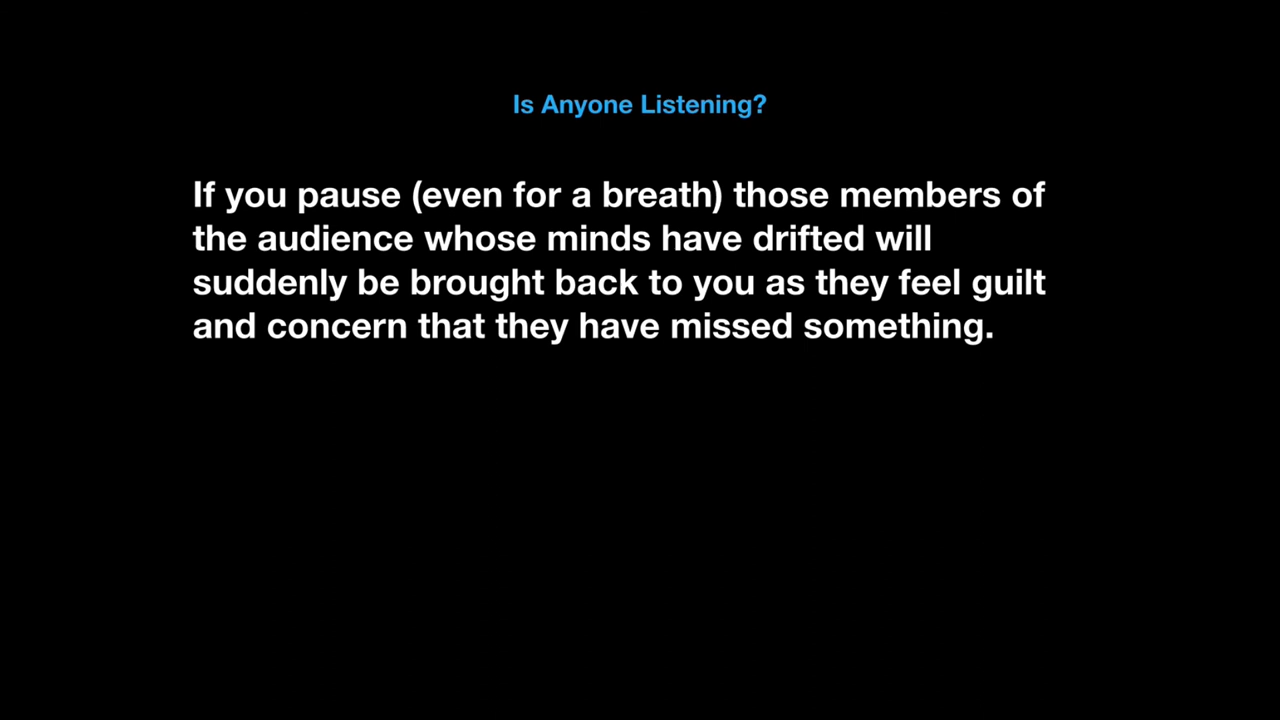 Is Anyone Listening?
If you pause (even for a breath) those members of
the audience whose minds have drifted will
suddenly be brought back to you as they feel guilt
and concern that they have missed something.